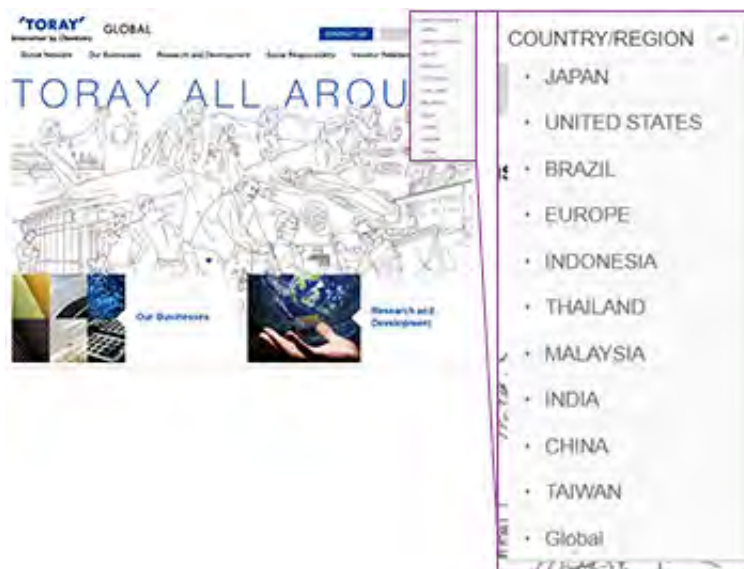 'TORAY'
Innovation by Chemistry
GLOBAL
CONTACT US
Our Businesses
Research and Development
Social Responsibility
Investor Relations
TORAY ALL AROU
Our Businesses
Research and
Development
COUNTRY/REGION
• JAPAN
• UNITED STATES
• BRAZIL
• EUROPE
• INDONESIA
• THAILAND
• MALAYSIA
• INDIA
• CHINA
• TAIWAN
• Global